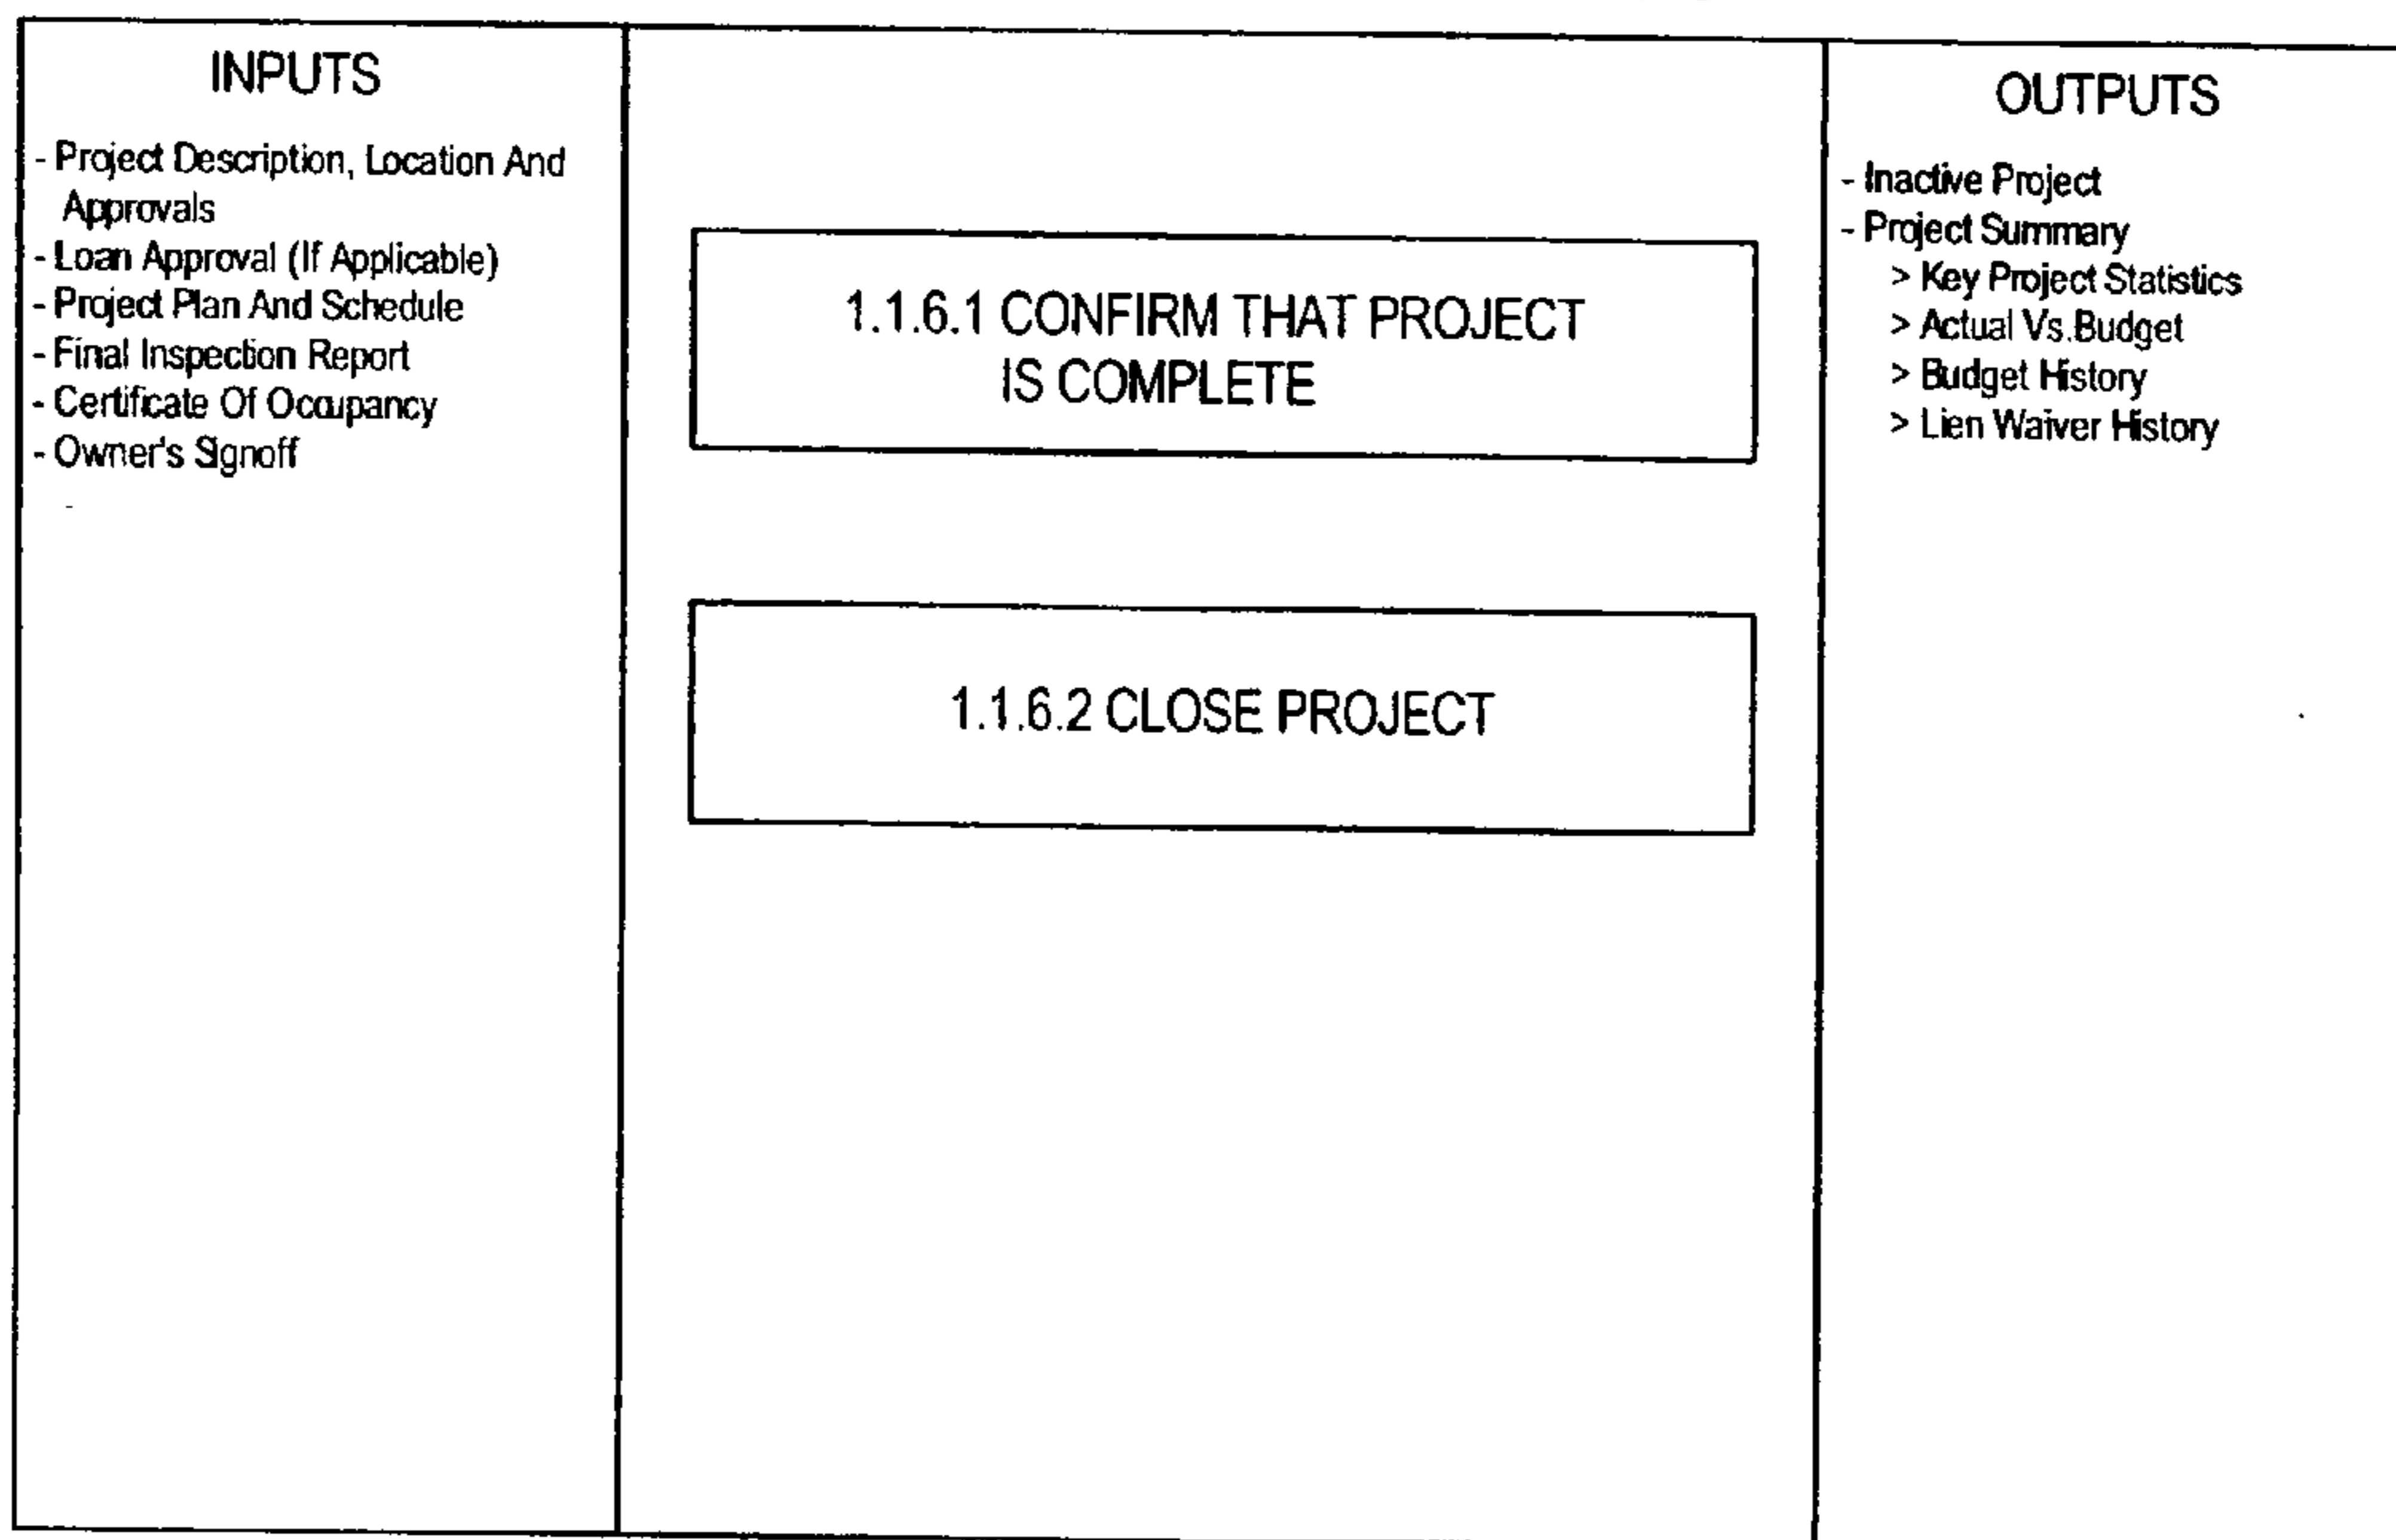 INPUTS
- Project Description, Location And
Approvals
- Loan Approval (If Applicable)
- Project Plan And Schedule
- Final Inspection Report
- Certificate Of Occupancy
- Owner's Signoff
-
1.1.6.1 CONFIRM THAT PROJECT
IS COMPLETE
1.1.6.2 CLOSE PROJECT
OUTPUTS
- Inactive Project
- Project Summary
> Key Project Statistics
> Actual Vs.Budget
> Budget History
> Lien Waiver History